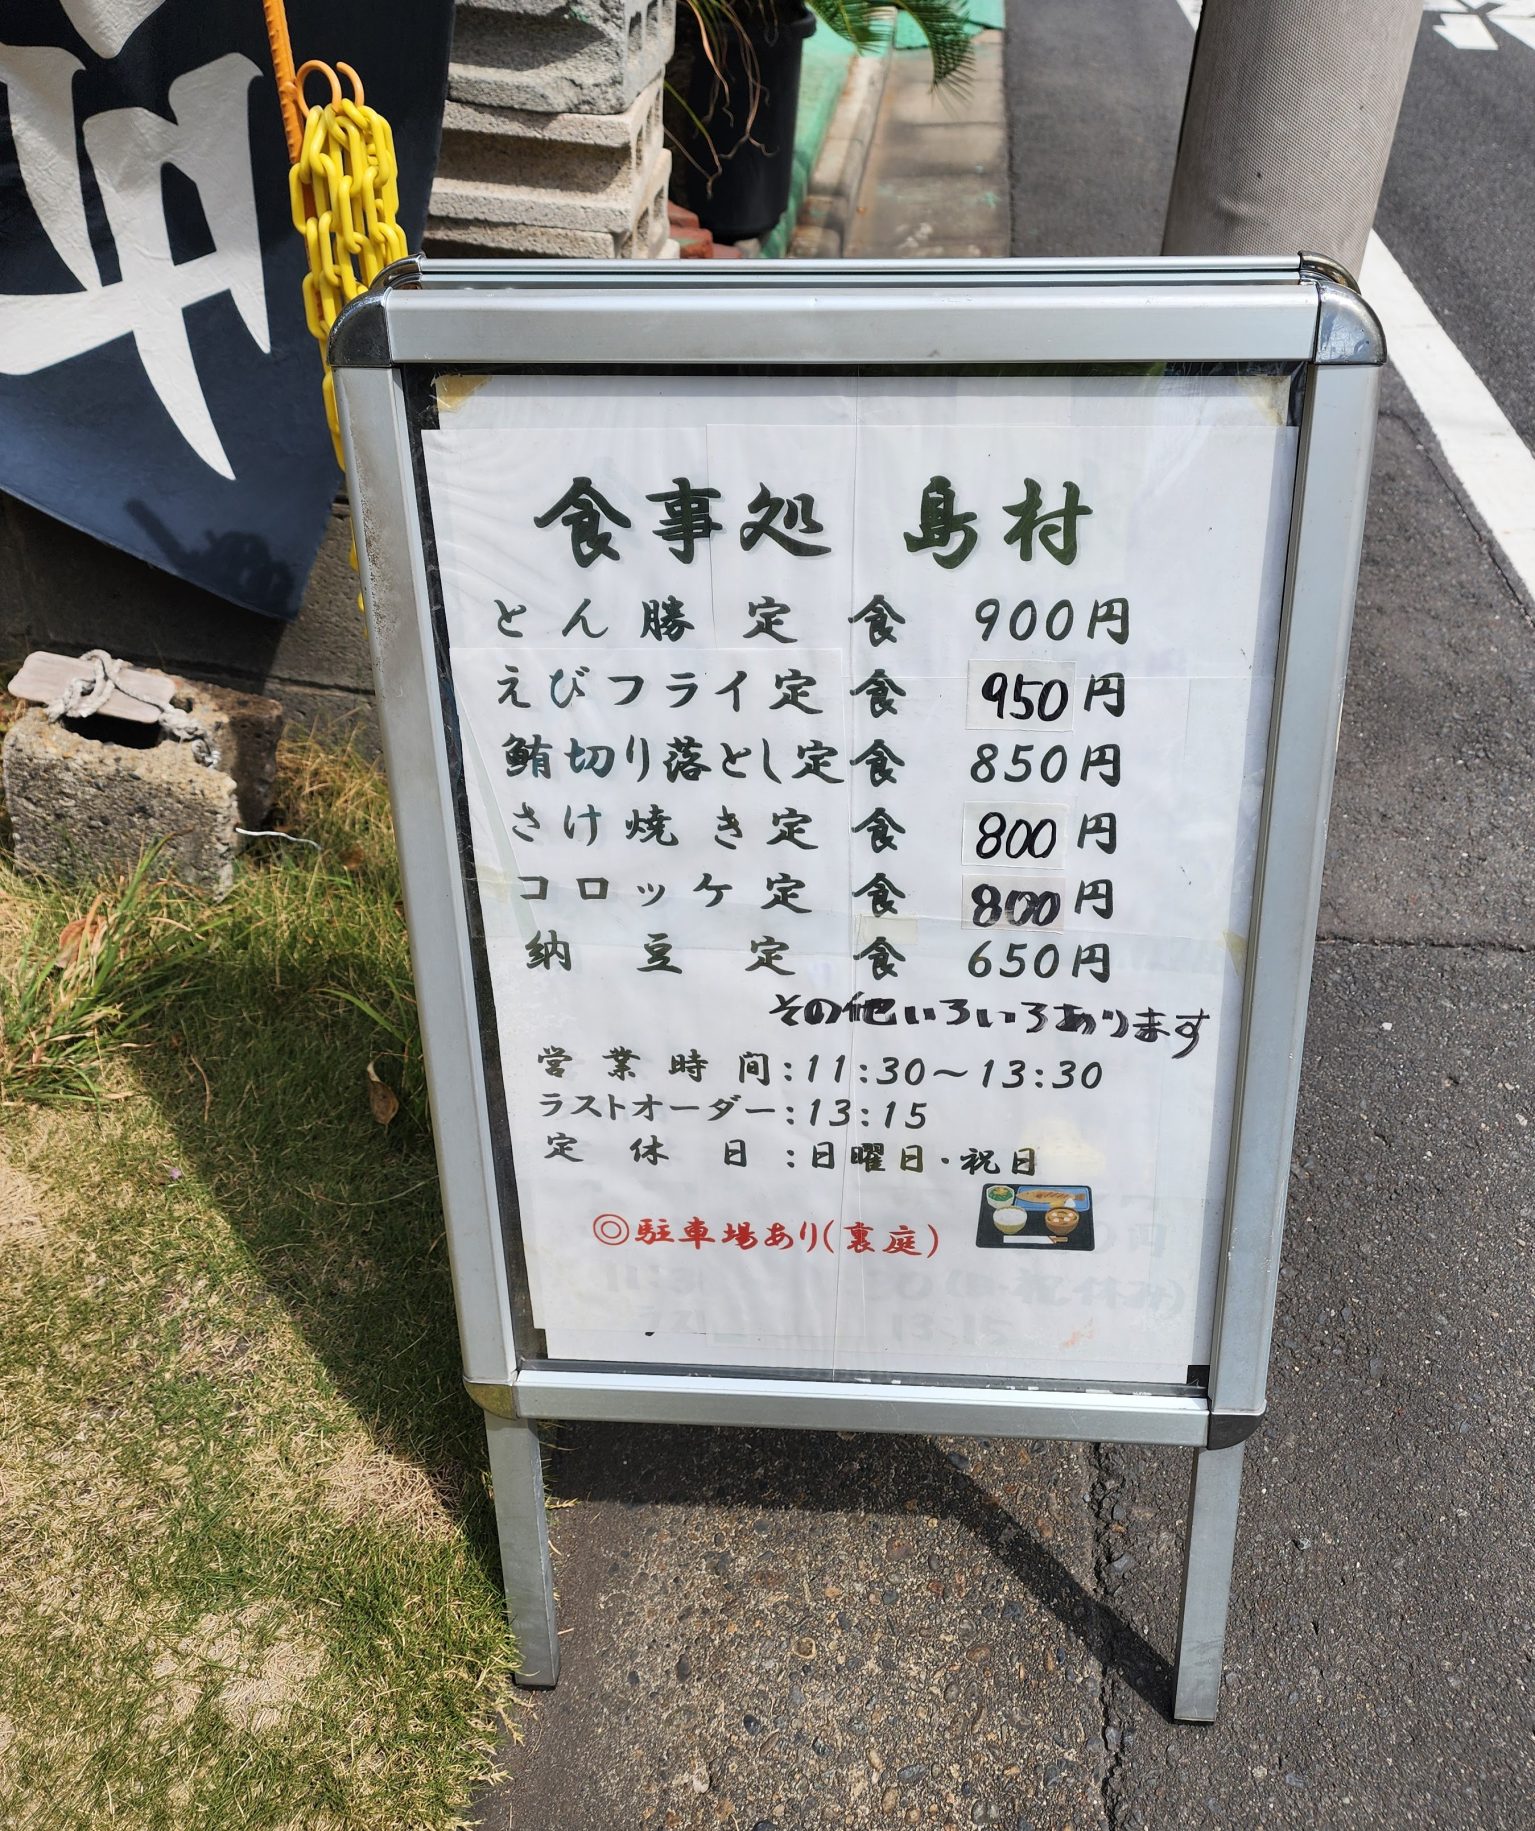 食事処 島村
とん勝定食 900円
えびフライ定食 950円
鮪切り落とし定食 850円
さけ焼き定食 800円
コロッケ定食 800円
納豆定食 650円
その他いろいろあります
営業時間:11:30~13:30
ラストオーダー:13:15
定休日:日曜日・祝日
◎駐車場あり(裏庭)